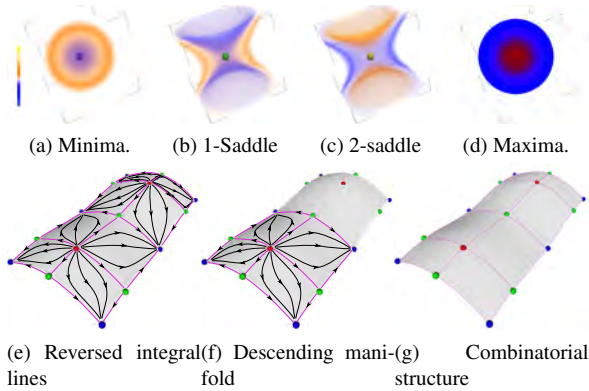 (a) Minima. (b) 1-Saddle (c) 2-saddle (d) Maxima.
(e) Reversed integral (f) Descending mani- (g) Combinatorial
lines fold structure